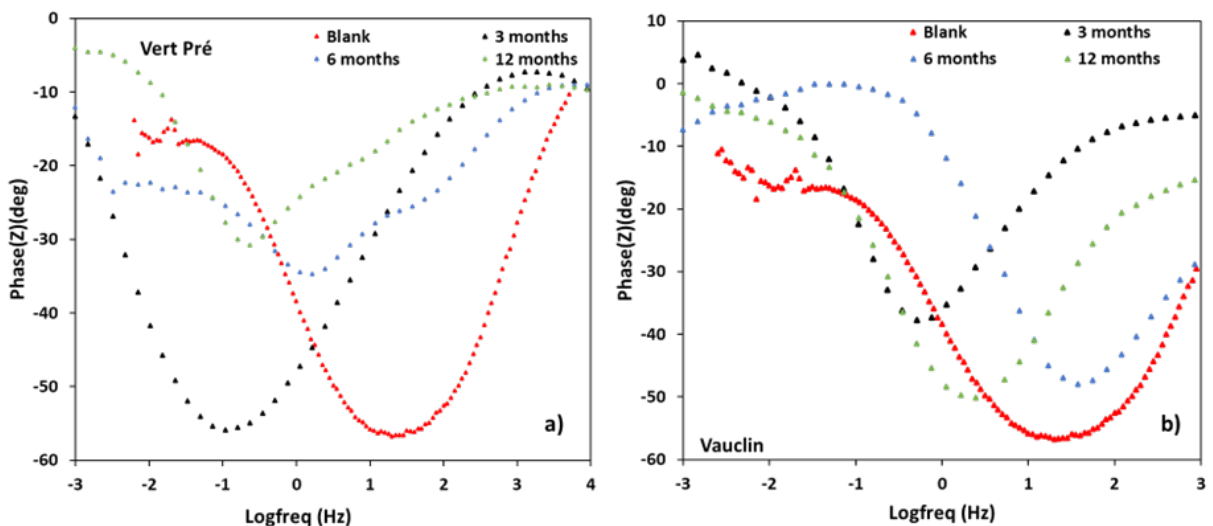 Vert Pré
Blank
3 months
6 months
12 months
0
-10
-20
-30
-40
-50
-60
Phase(Z)(deg)
a)
-3 -2 -1 0 1 2 3 4
Logfreq (Hz)
Blank
3 months
6 months
12 months
10
0
-10
-20
-30
-40
-50
-60
Phase(Z)(deg)
b)
Vauclin
-3 -2 -1 0 1 2 3
Logfreq (Hz)